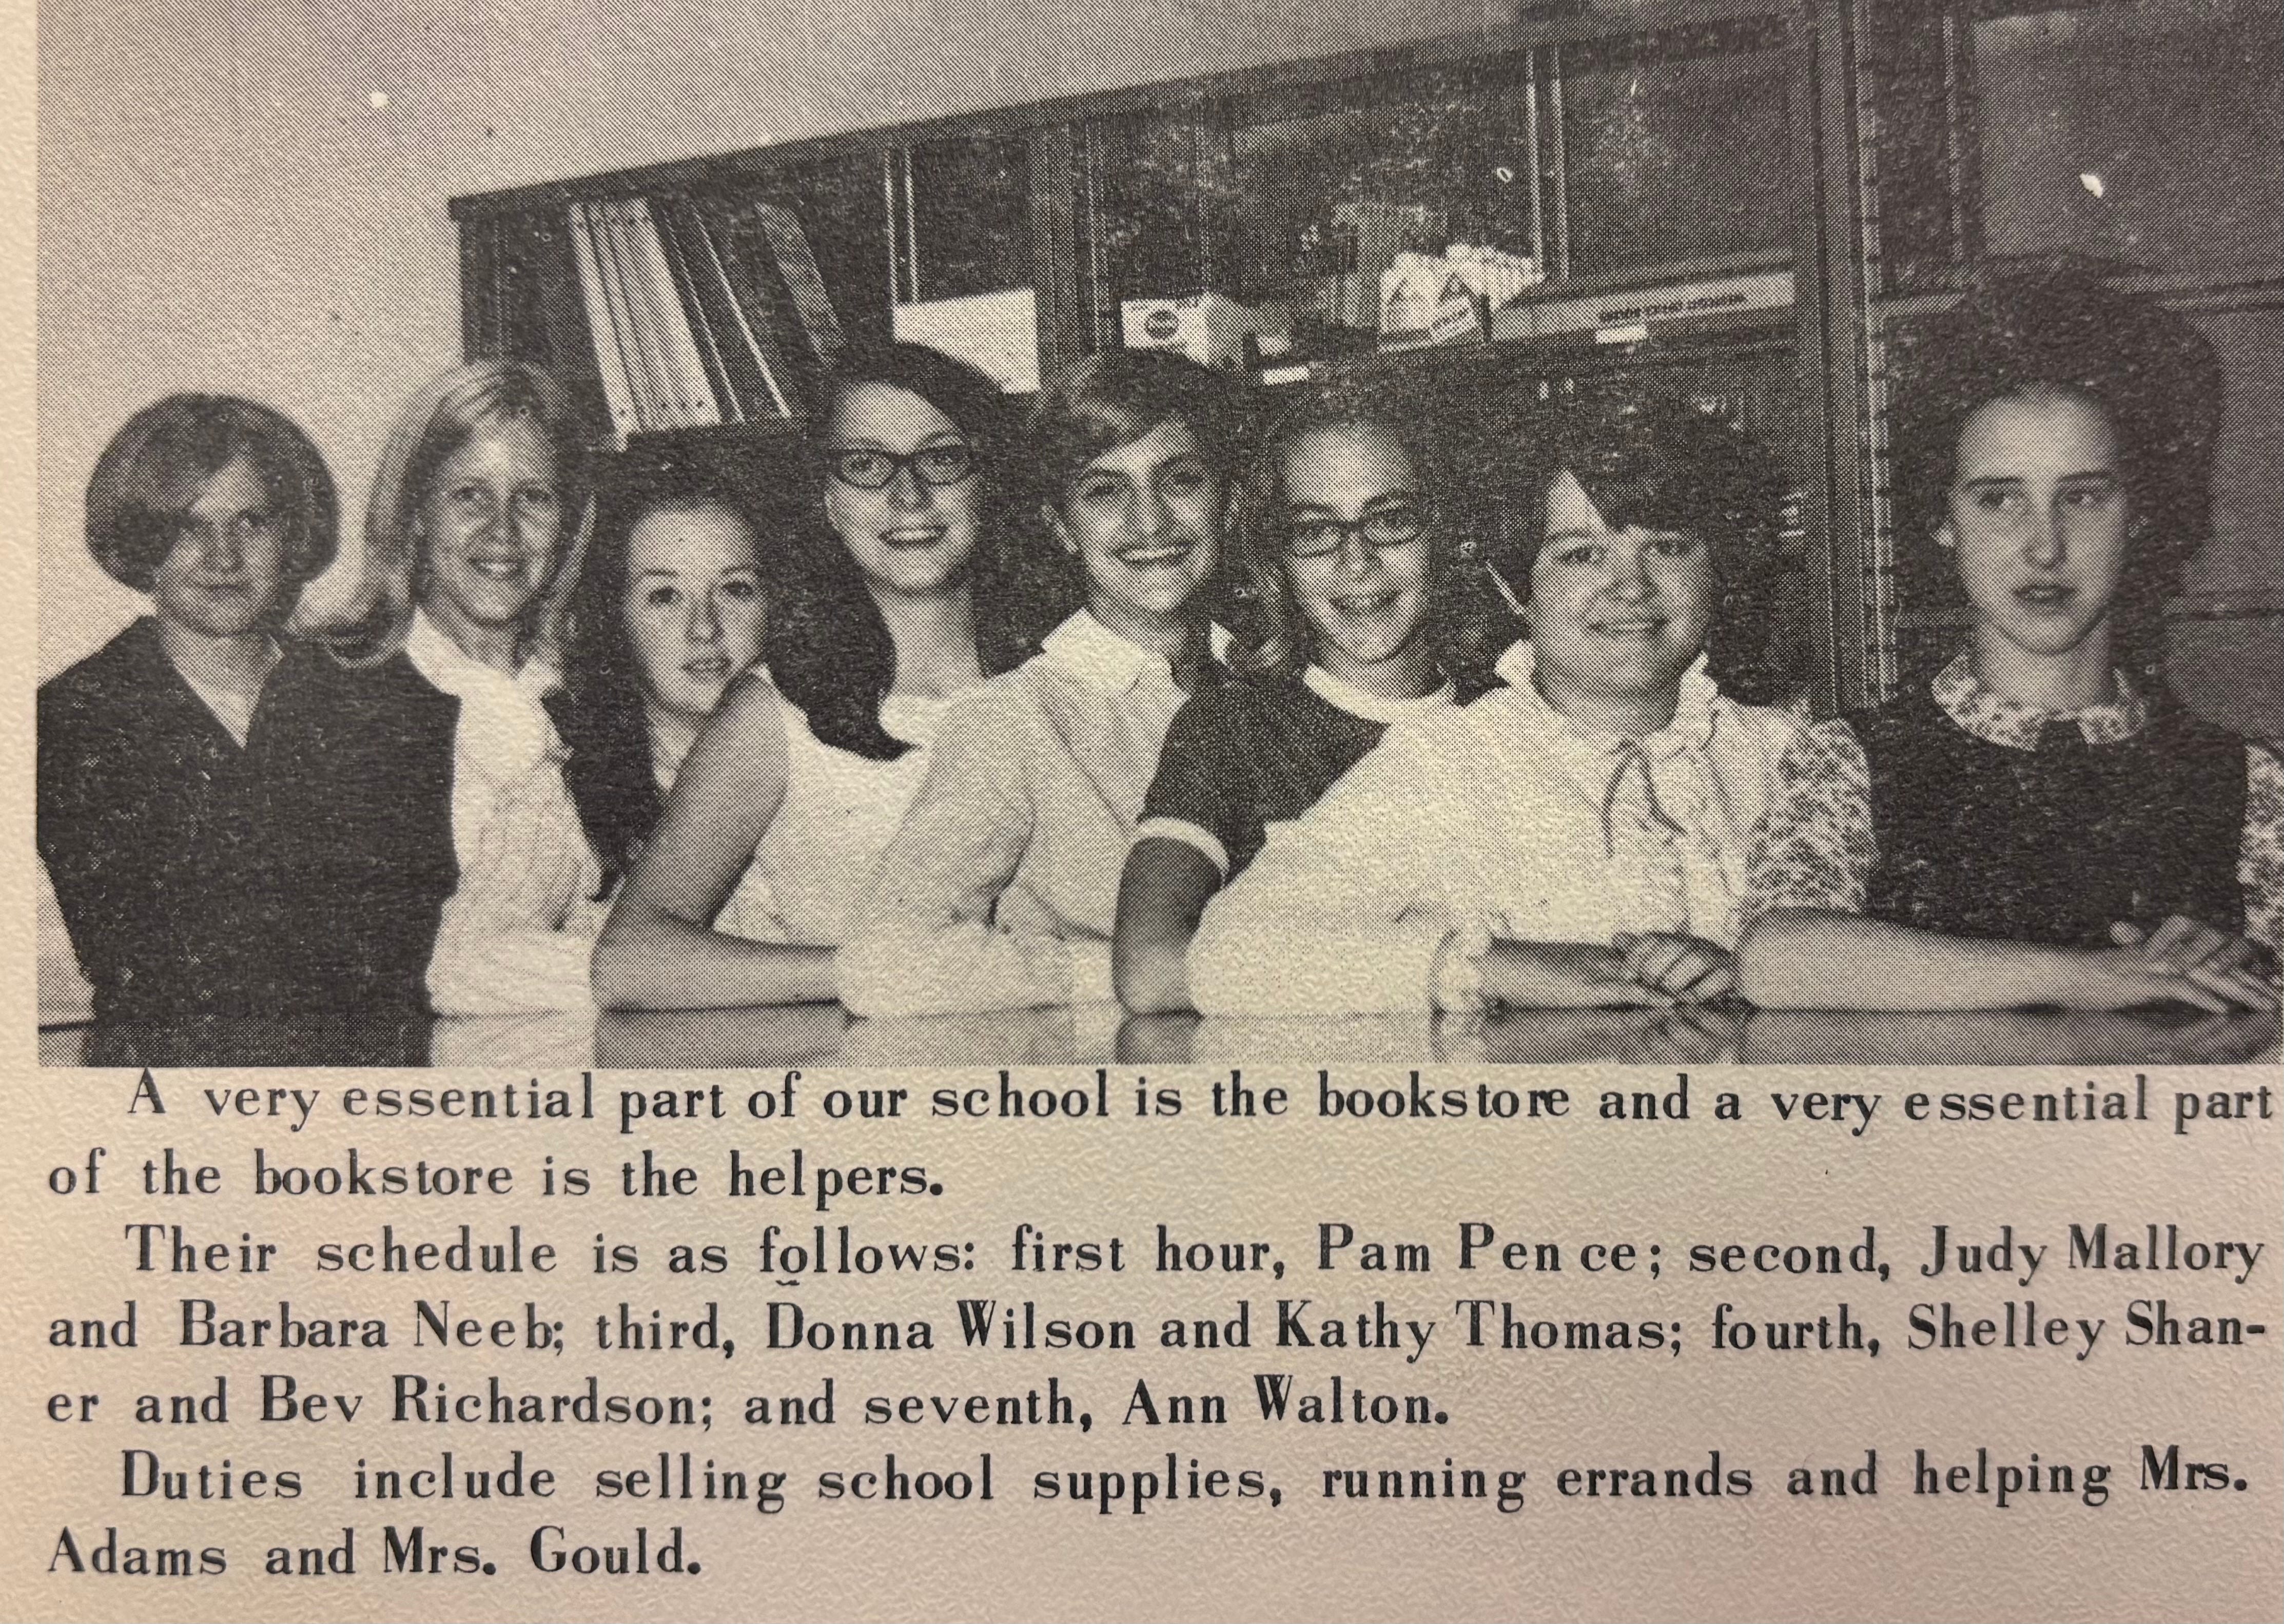 A very essential part of our school is the bookstore and a very essential part
of the bookstore is the helpers.
Their schedule is as follows: first hour, Pam Pen ce; second, Judy Mallory
and Barbara Neeb; third, Donna Wilson and Kathy Thomas; fourth, Shelley Shan-
er and Bev Richardson; and seventh, Ann Walton.
Duties include selling school supplies, running errands and helping Mrs.
Adams and Mrs. Gould.